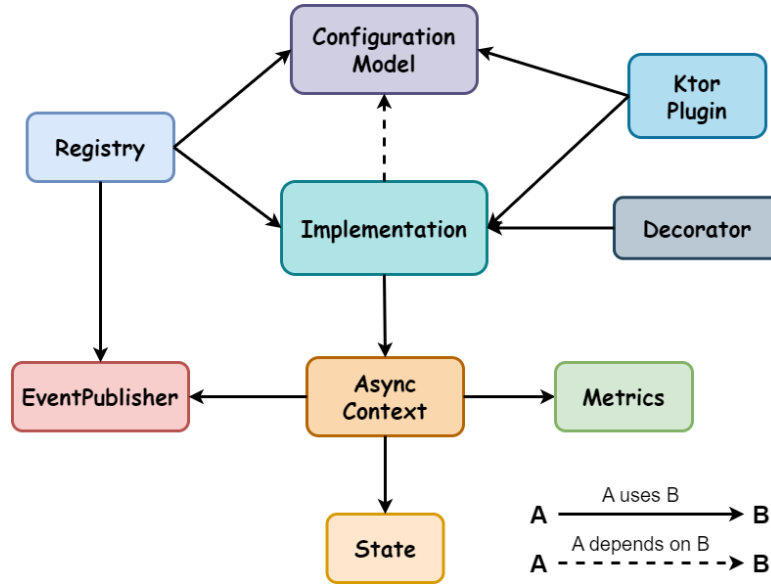 Configuration
Model
Ktor
Plugin
Registry
Implementation
Decorator
EventPublisher
Async
Context
Metrics
A uses B
A
B
A depends on B
A
B
State